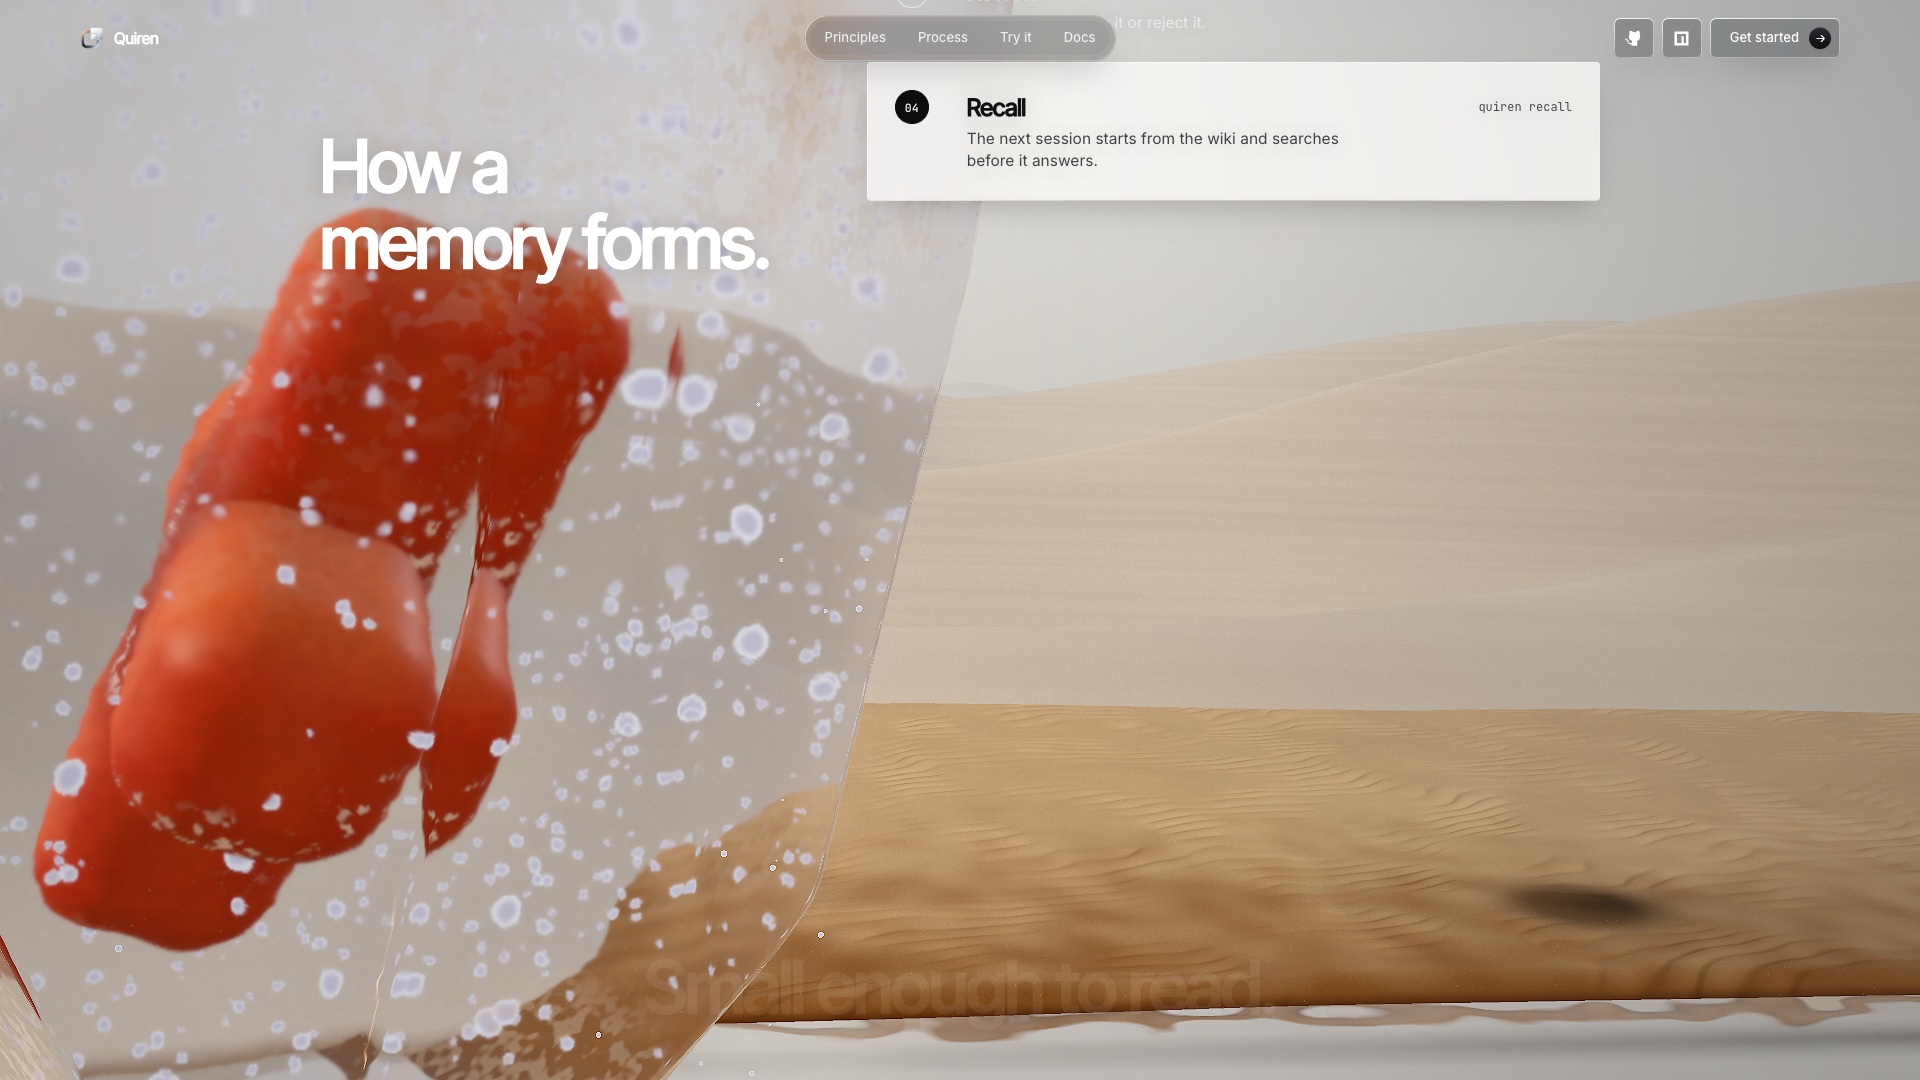 Quiren
Principles
Process
Try it
Docs
Get started
it or reject it.
04
Recall
quiren recall
The next session starts from the wiki and searches
before it answers.
How a
memory forms.
Small enough to read.